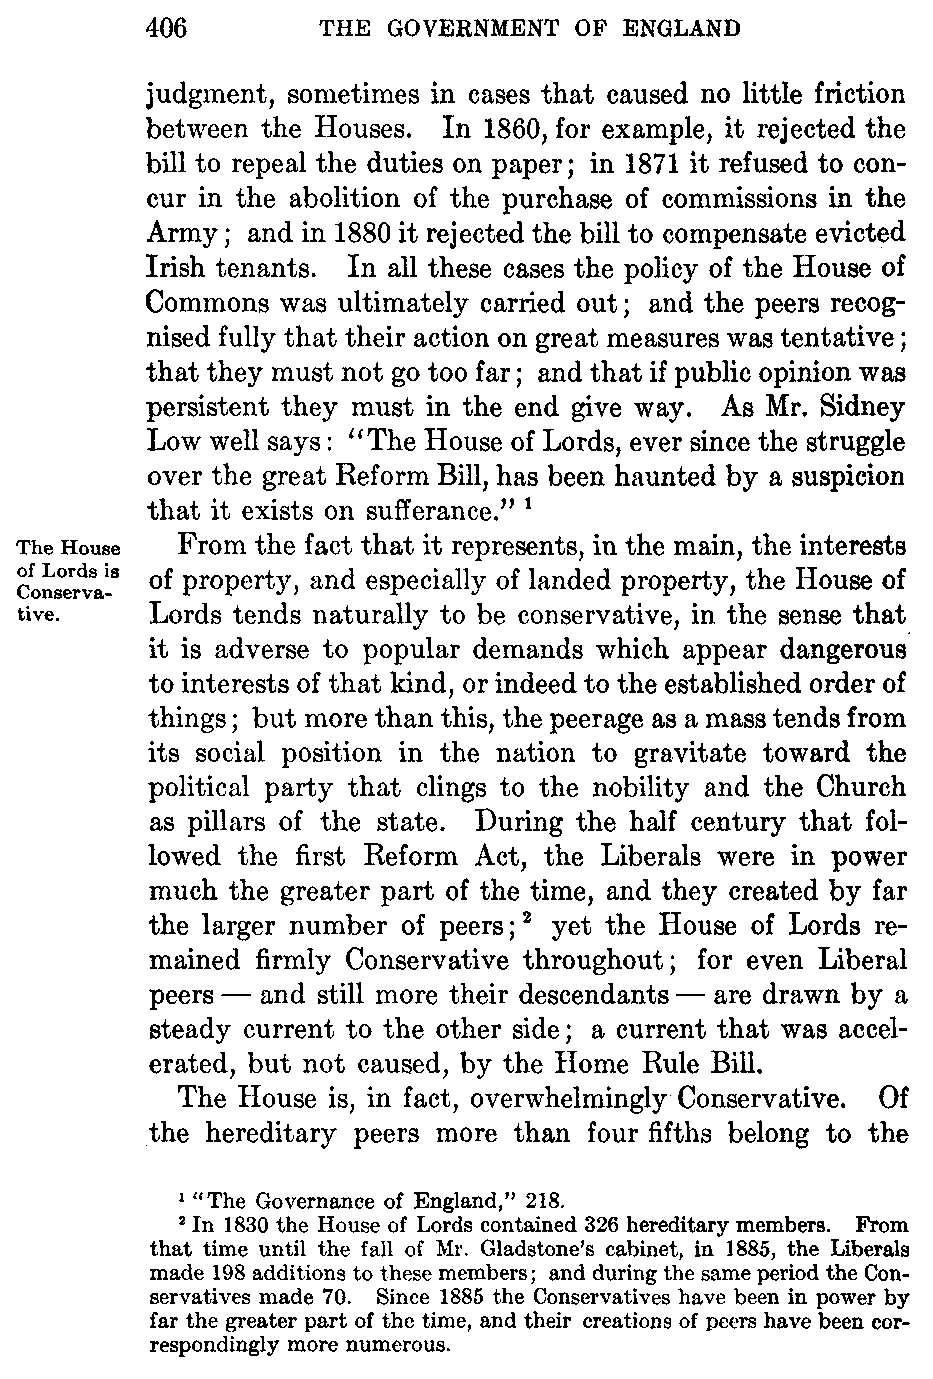 406 THE GOVERNMENT OF ENGLAND
judgment, sometimes in cases that caused no little friction
between the Houses. In 1860, for example, it rejected the
bill to repeal the duties on paper; in 1871 it refused to con-
cur in the abolition of the purchase of commissions in the
Army; and in 1880 it rejected the bill to compensate evicted
Irish tenants. In all these cases the policy of the House of
Commons was ultimately carried out; and the peers recog-
nised fully that their action on great measures was tentative;
that they must not go too far; and that if public opinion was
persistent they must in the end give way. As Mr. Sidney
Low well says: "The House of Lords, ever since the struggle
over the great Reform Bill, has been haunted by a suspicion
that it exists on sufferance." ¹
The House
of Lords is
Conserva-
tive.
From the fact that it represents, in the main, the interests
of property, and especially of landed property, the House of
Lords tends naturally to be conservative, in the sense that
it is adverse to popular demands which appear dangerous
to interests of that kind, or indeed to the established order of
things; but more than this, the peerage as a mass tends from
its social position in the nation to gravitate toward the
political party that clings to the nobility and the Church
as pillars of the state. During the half century that fol-
lowed the first Reform Act, the Liberals were in power
much the greater part of the time, and they created by far
the larger number of peers; ² yet the House of Lords re-
mained firmly Conservative throughout; for even Liberal
peers — and still more their descendants — are drawn by a
steady current to the other side; a current that was accel-
erated, but not caused, by the Home Rule Bill.
The House is, in fact, overwhelmingly Conservative. Of
the hereditary peers more than four fifths belong to the
¹ "The Governance of England," 218.
² In 1830 the House of Lords contained 326 hereditary members. From
that time until the fall of Mr. Gladstone's cabinet, in 1885, the Liberals
made 198 additions to these members; and during the same period the Con-
servatives made 70. Since 1885 the Conservatives have been in power by
far the greater part of the time, and their creations of peers have been cor-
respondingly more numerous.